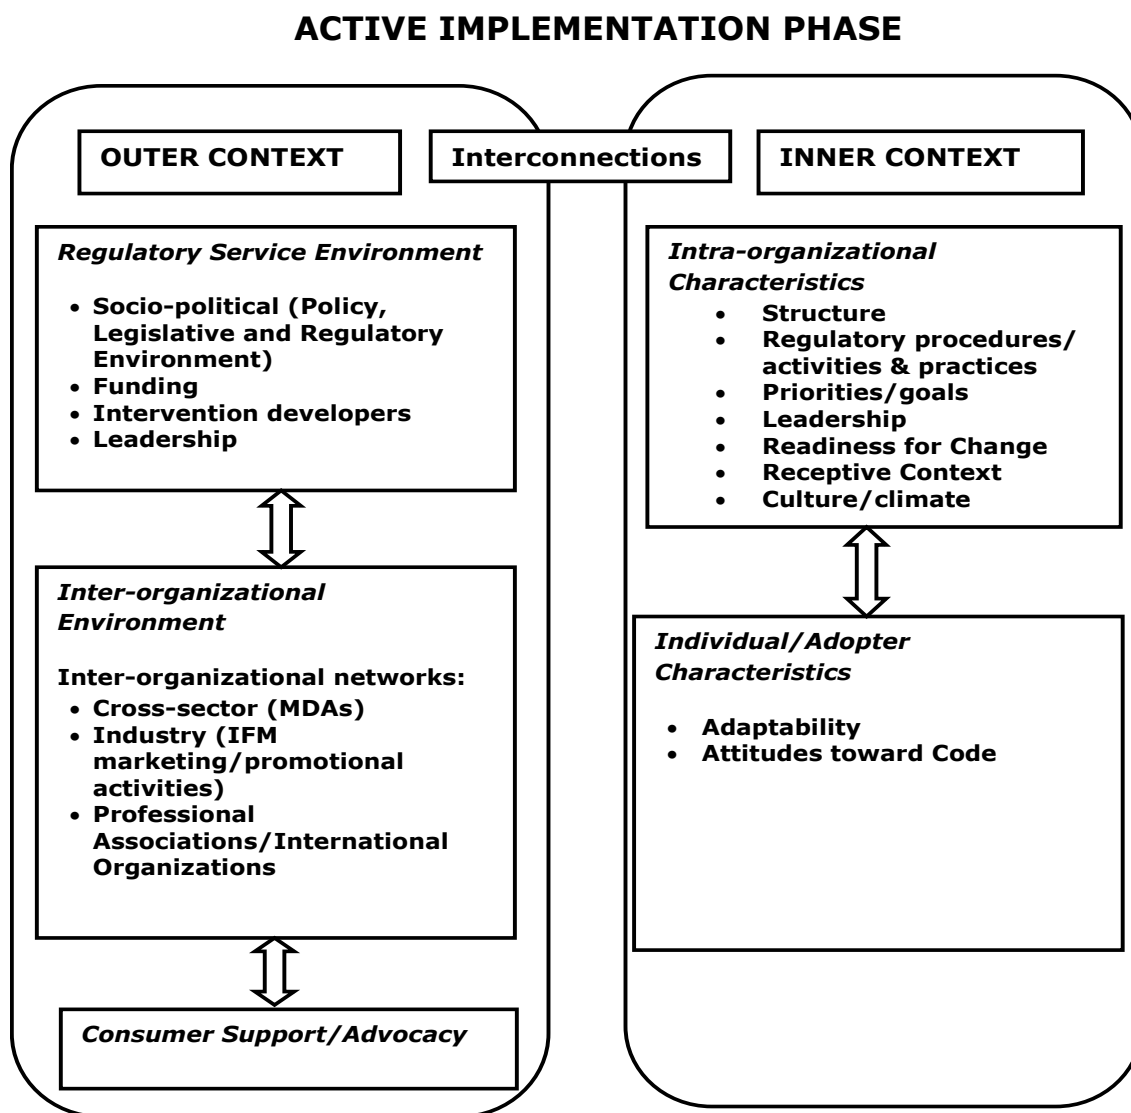 ACTIVE IMPLEMENTATION PHASE
OUTER CONTEXT
Interconnections
INNER CONTEXT
Regulatory Service Environment
• Socio-political (Policy,
Legislative and Regulatory
Environment)
• Funding
• Intervention developers
• Leadership
Inter-organizational
Environment
Inter-organizational networks:
• Cross-sector (MDAs)
• Industry (IFM
marketing/promotional
activities)
• Professional
Associations/International
Organizations
Consumer Support/Advocacy
Intra-organizational
Characteristics
• Structure
• Regulatory procedures/
activities & practices
• Priorities/goals
• Leadership
• Readiness for Change
• Receptive Context
• Culture/climate
Individual/Adopter
Characteristics
• Adaptability
• Attitudes toward Code